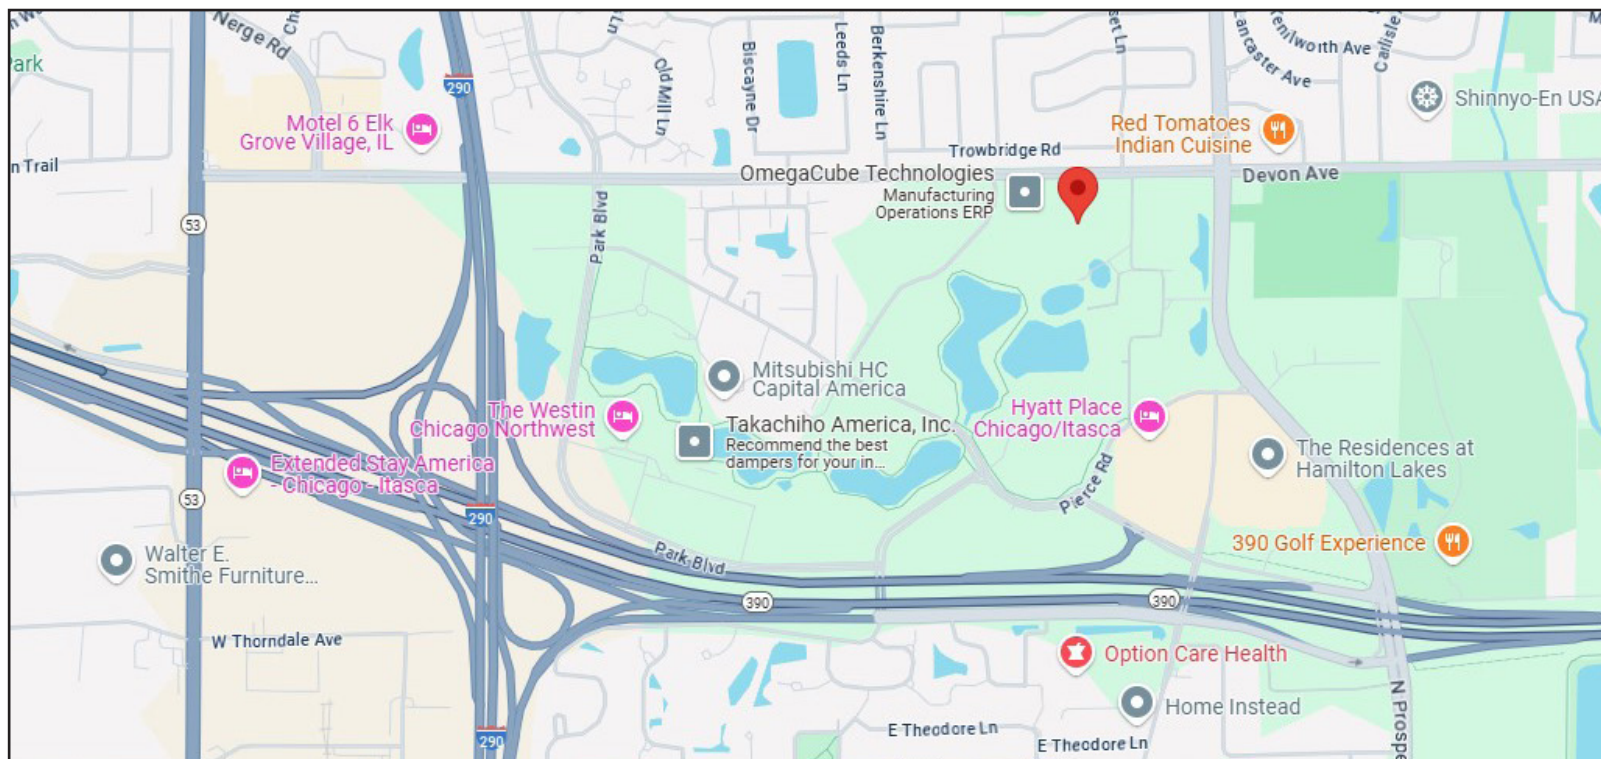 Nerge Rd
Park
290
Motel 6 Elk
Grove Village, IL
Old Mill Ln
Biscayne Dr
Leeds Ln
Berkenshire Ln
Lancaster Ave
Kenilworth Ave
Carlisle
Shinnyo-En USA
Red Tomatoes
Indian Cuisine
Trowbridge Rd
n Trail
OmegaCube Technologies
Manufacturing
Operations ERP
Devon Ave
53
Park Blvd
Mitsubishi HC
Capital America
The Westin
Chicago Northwest
Takachiho America, Inc.
Recommend the best
dampers for your in...
Hyatt Place
Chicago/Itasca
The Residences at
Hamilton Lakes
Extended Stay America
- Chicago - Itasca
53
290
Pierce Rd
390 Golf Experience
Walter E.
Smithe Furniture...
Park Blvd
390
390
W Thorndale Ave
Option Care Health
Home Instead
N Prospe
E Theodore Ln
E Theodore Ln
290